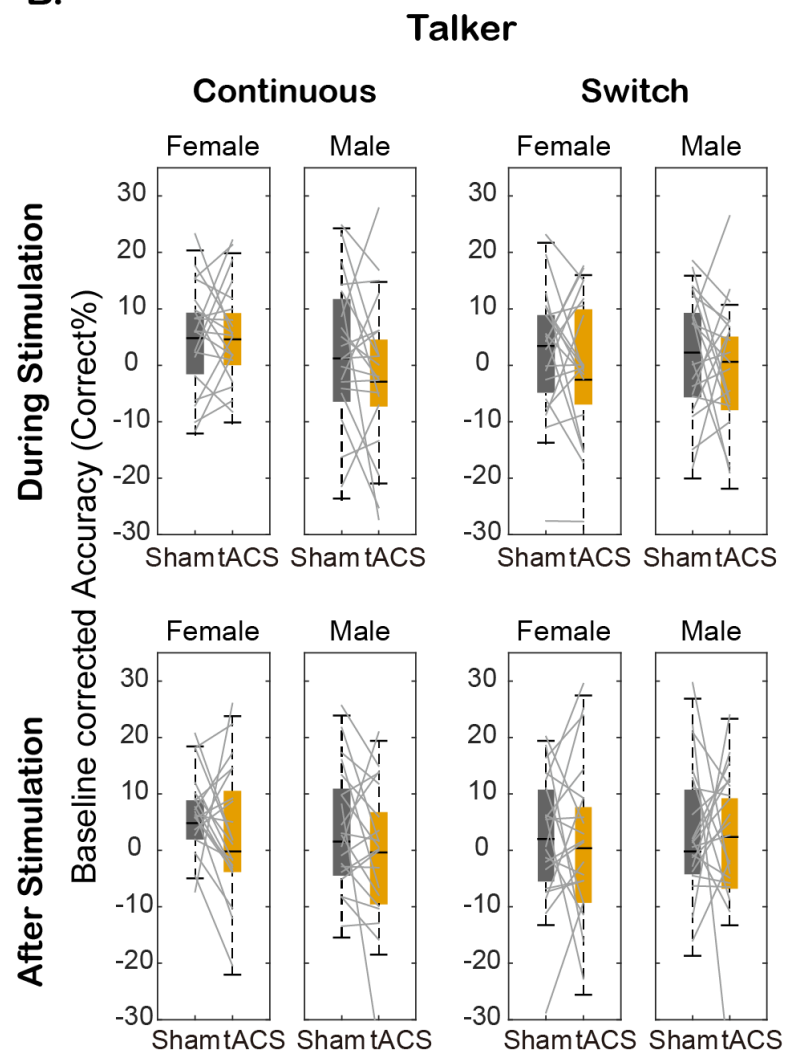 B.
Talker
Continuous Switch
Female Male Female Male
During Stimulation
After Stimulation
Baseline corrected Accuracy (Correct%)
30 30
20 20
10 10
0 0
-10 -10
-20 -20
-30 -30
Sham tACS Sham tACS Sham tACS Sham tACS
Female Male Female Male
30 30
20 20
10 10
0 0
-10 -10
-20 -20
-30 -30
Sham tACS Sham tACS Sham tACS Sham tACS